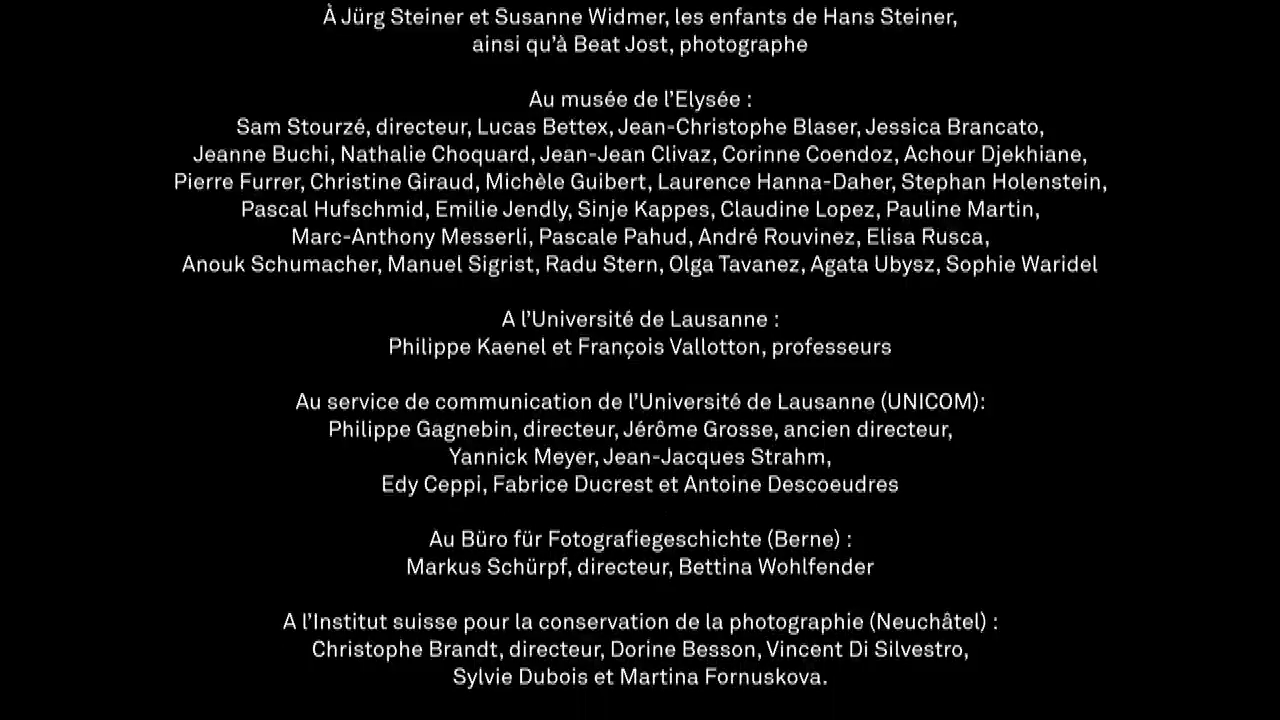 À Jürg Steiner et Susanne Widmer, les enfants de Hans Steiner,
ainsi qu'à Beat Jost, photographe
Au musée de l'Elysée :
Sam Stourzé, directeur, Lucas Bettex, Jean-Christophe Blaser, Jessica Brancato,
Jeanne Buchi, Nathalie Choquard, Jean-Jean Clivaz, Corinne Coendoz, Achour Djekhiane,
Pierre Furrer, Christine Giraud, Michèle Guibert, Laurence Hanna-Daher, Stephan Holenstein,
Pascal Hufschmid, Emilie Jendly, Sinje Kappes, Claudine Lopez, Pauline Martin,
Marc-Anthony Messerli, Pascale Pahud, André Rouvinez, Elisa Rusca,
Anouk Schumacher, Manuel Sigrist, Radu Stern, Olga Tavanez, Agata Ubysz, Sophie Waridel
A l'Université de Lausanne :
Philippe Kaenel et François Vallotton, professeurs
Au service de communication de l'Université de Lausanne (UNICOM):
Philippe Gagnebin, directeur, Jérôme Grosse, ancien directeur,
Yannick Meyer, Jean-Jacques Strahm,
Edy Ceppi, Fabrice Ducrest et Antoine Descoeudres
Au Büro für Fotografiegeschichte (Berne) :
Markus Schürpf, directeur, Bettina Wohlfender
A l'Institut suisse pour la conservation de la photographie (Neuchâtel) :
Christophe Brandt, directeur, Dorine Besson, Vincent Di Silvestro,
Sylvie Dubois et Martina Fornuskova.